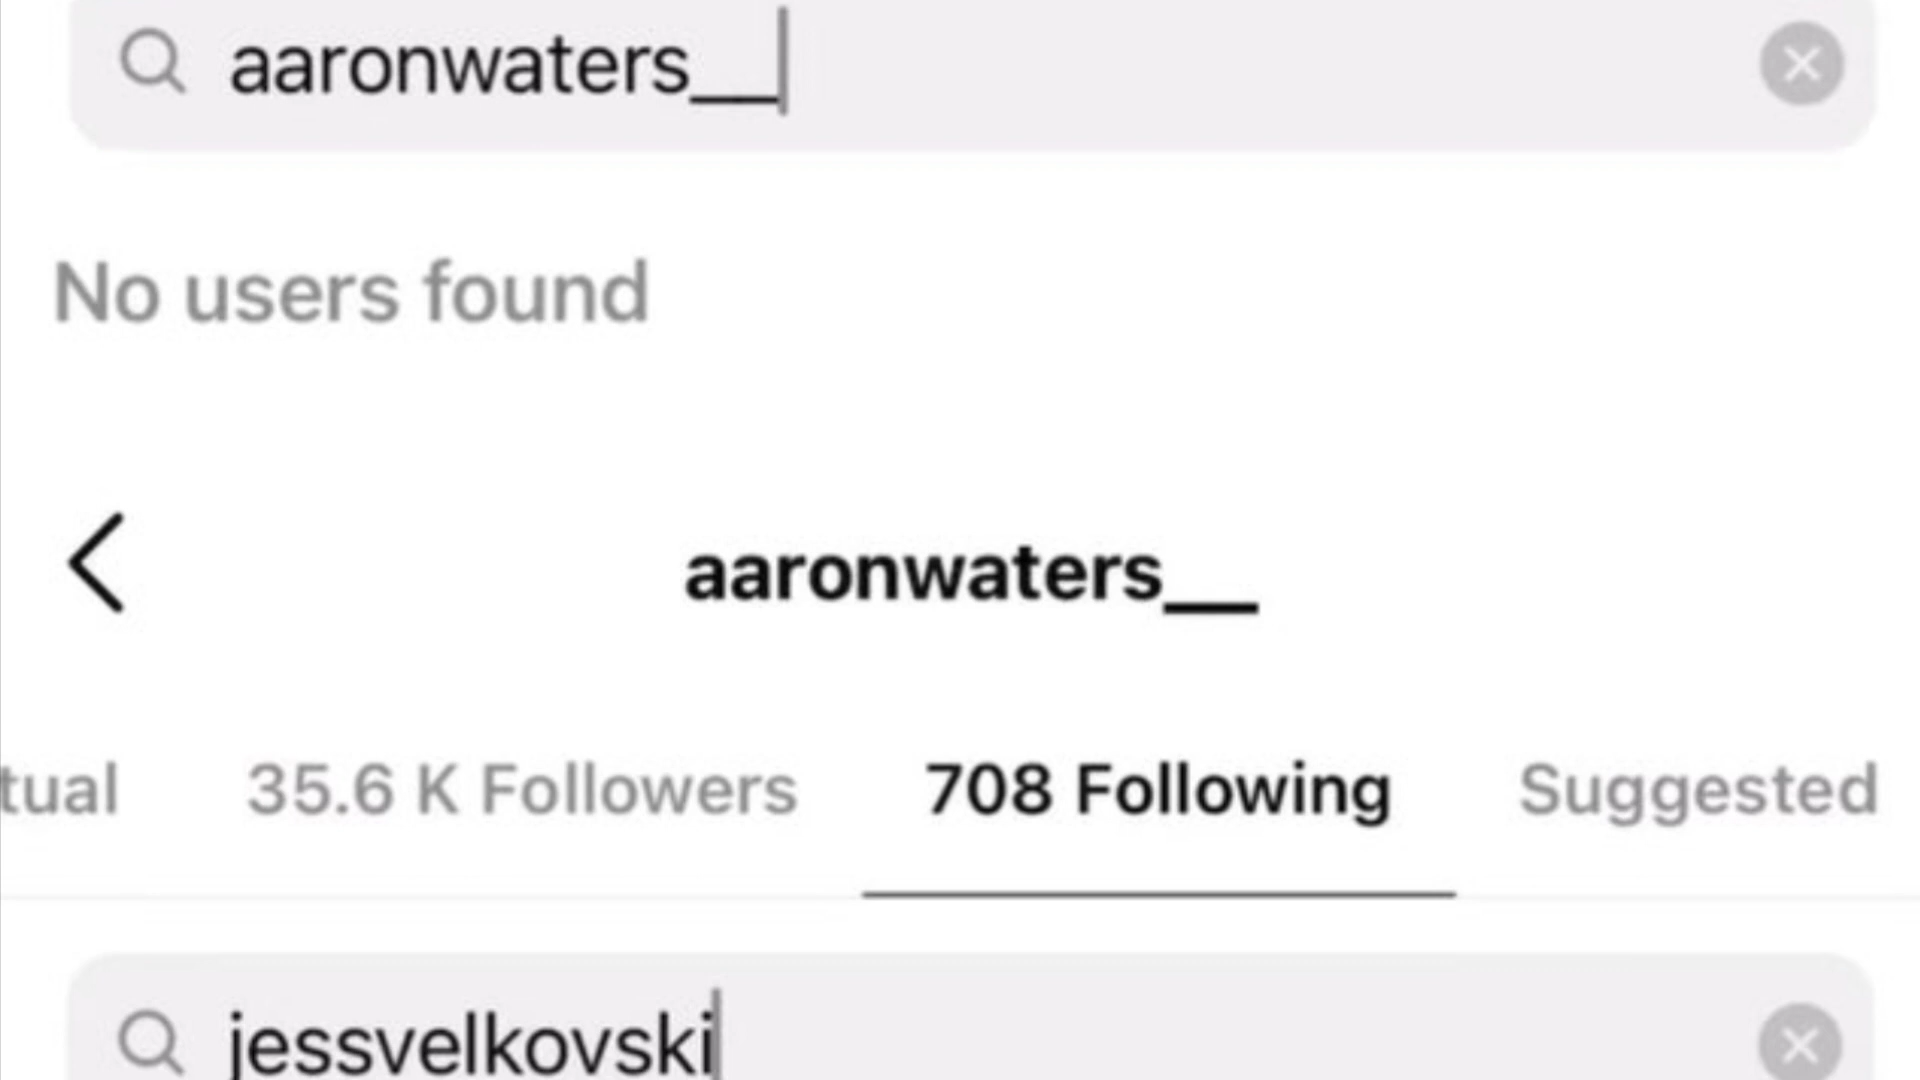 aaronwaters__
No users found
aaronwaters__
tual 35.6 K Followers 708 Following Suggested
jessvelkovski